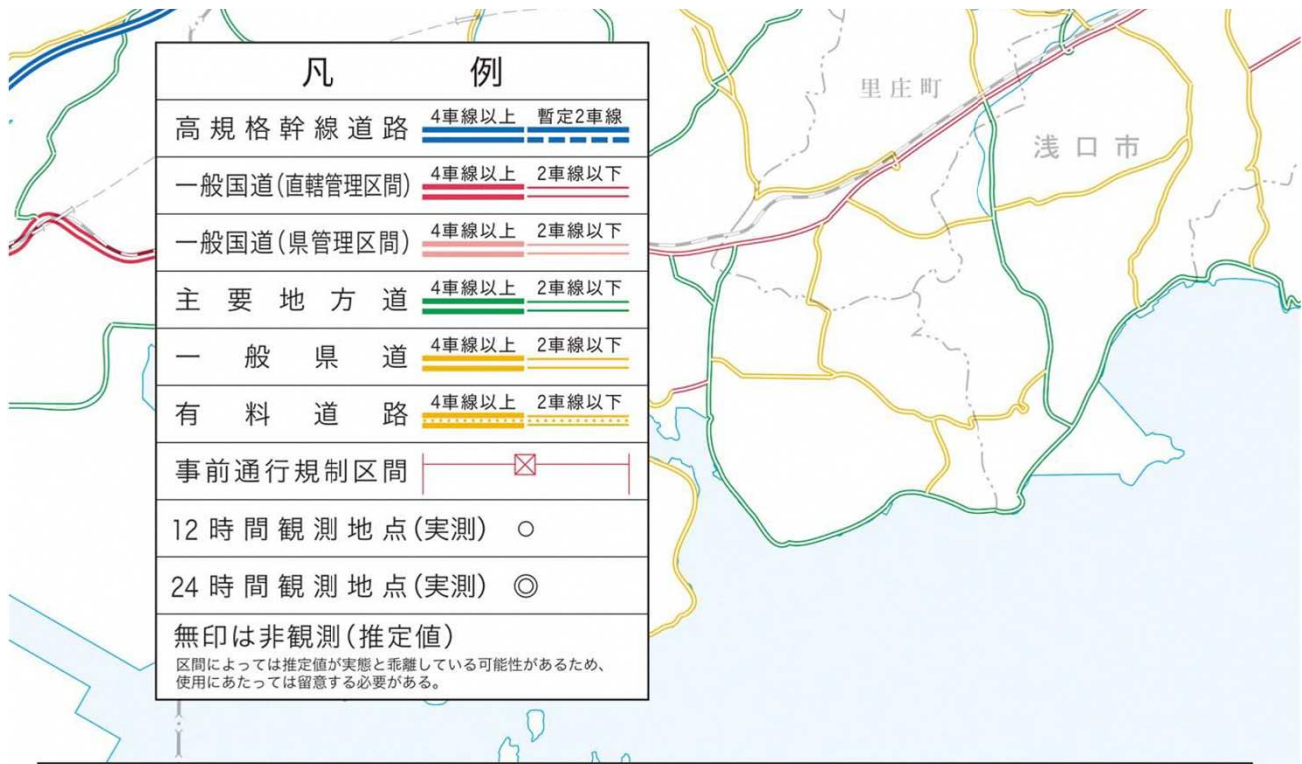 凡例
高規格幹線道路 4車線以上 暫定2車線
一般国道(直轄管理区間) 4車線以上 2車線以下
一般国道(県管理区間) 4車線以上 2車線以下
主要地方道 4車線以上 2車線以下
一般県道 4車線以上 2車線以下
有料道路 4車線以上 2車線以下
事前通行規制区間
12時間観測地点(実測)
24時間観測地点(実測)
無印は非観測(推定値)
区間によっては推定値が実態と乖離している可能性があるため、
使用にあたっては留意する必要がある。
里庄町
浅口市